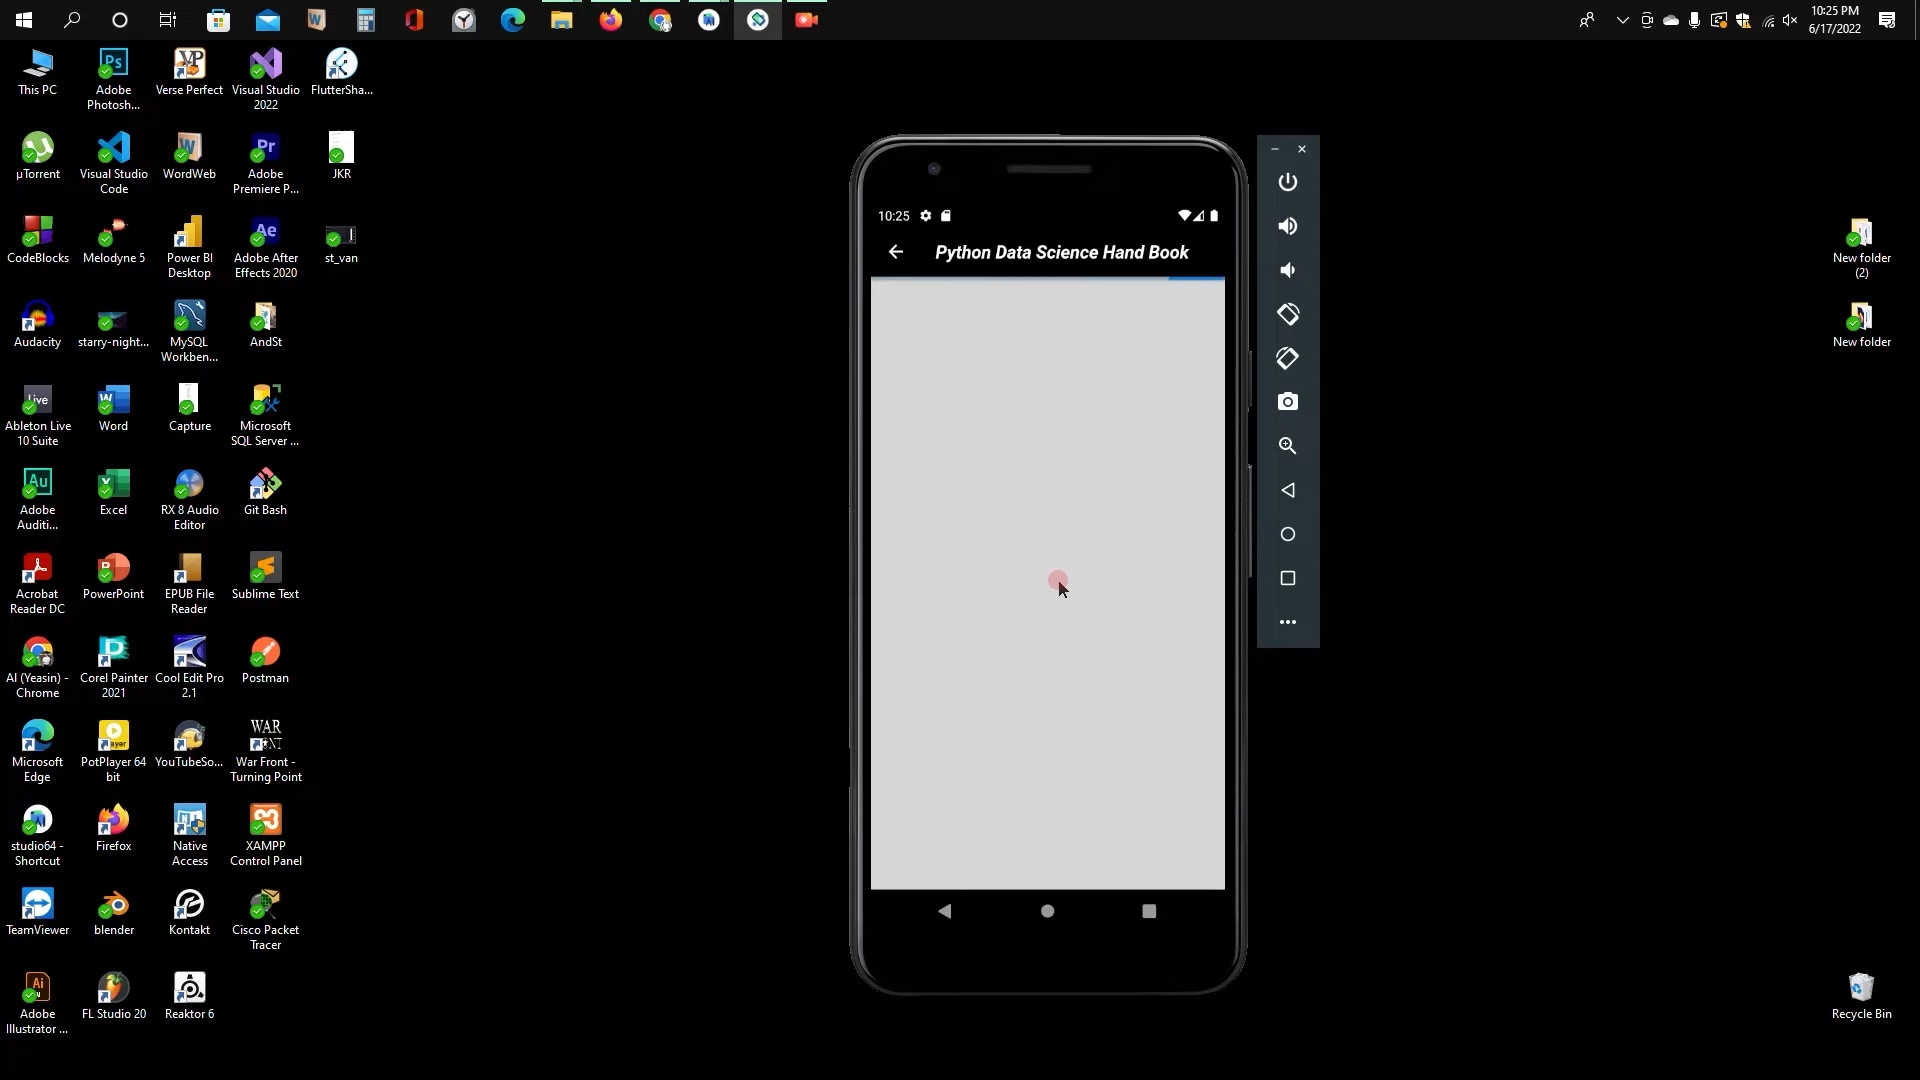 10:25 PM
6/17/2022
This PC
Adobe
Photosh...
Verse Perfect
Visual Studio
2022
FlutterSha...
µTorrent
Visual Studio
Code
WordWeb
Adobe
Premiere P...
JKR
CodeBlocks
Melodyne 5
Power BI
Desktop
Adobe After
Effects 2020
st_van
Audacity
starry-night...
MySQL
Workben...
AndSt
Ableton Live
10 Suite
Word
Capture
Microsoft
SQL Server ...
Adobe
Auditi...
Excel
RX 8 Audio
Editor
Git Bash
Acrobat
Reader DC
PowerPoint
EPUB File
Reader
Sublime Text
AI (Yeasin) -
Chrome
Corel Painter
2021
Cool Edit Pro
2.1
Postman
Microsoft
Edge
PotPlayer 64
bit
YouTubeSo...
War Front -
Turning Point
studio64 -
Shortcut
Firefox
Native
Access
XAMPP
Control Panel
TeamViewer
blender
Kontakt
Cisco Packet
Tracer
Adobe
Illustrator ...
FL Studio 20
Reaktor 6
10:25
Python Data Science Hand Book
New folder
(2)
New folder
Recycle Bin